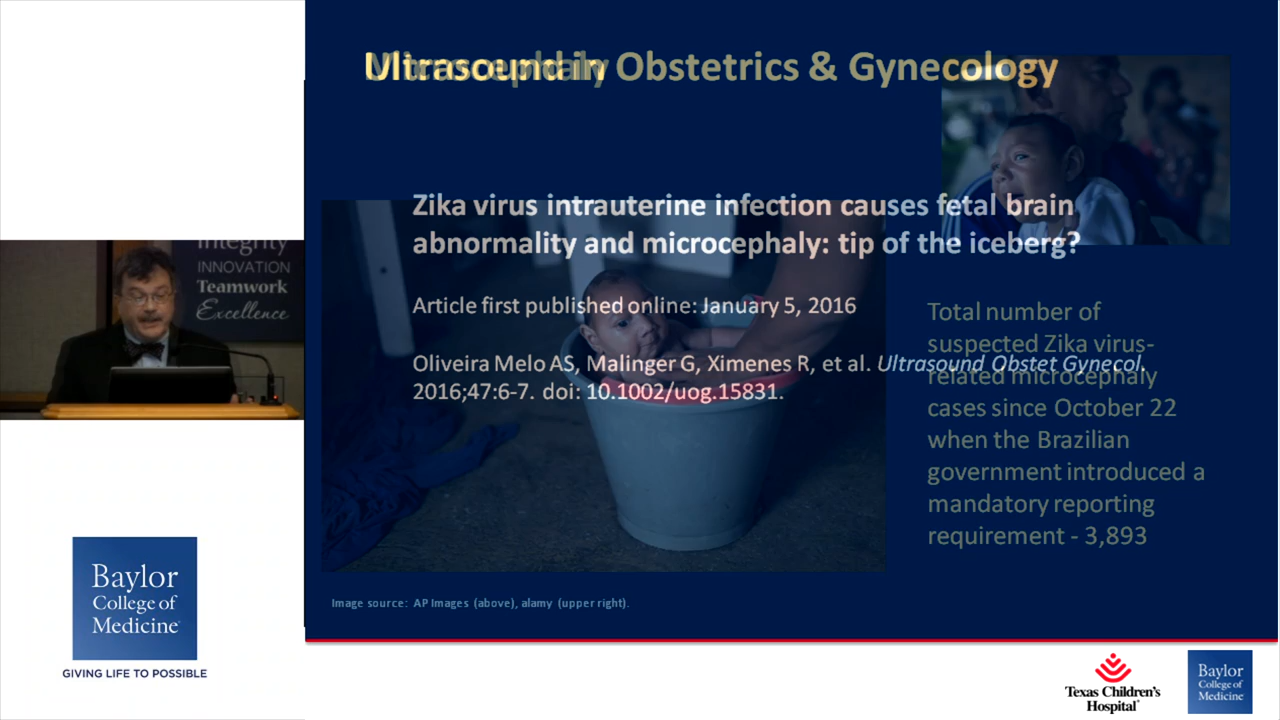 Integrity
INNOVATION
Teamwork
Excellence
Baylor
College of
Medicine
GIVING LIFE TO POSSIBLE
Ultrasound in Obstetrics & Gynecology
Microcephaly
Zika virus intrauterine infection causes fetal brain
abnormality and microcephaly: tip of the iceberg?
Article first published online: January 5, 2016
Oliveira Melo AS, Malinger G, Ximenes R, et al. Ultrasound Obstet Gynecol.
2016;47:6-7. doi: 10.1002/uog.15831.
Total number of
suspected Zika virus-
related microcephaly
cases since October 22
when the Brazilian
government introduced a
mandatory reporting
requirement - 3,893
Image source: AP Images (above), alamy (upper right).
Texas Children's
Hospital
Baylor
College of
Medicine